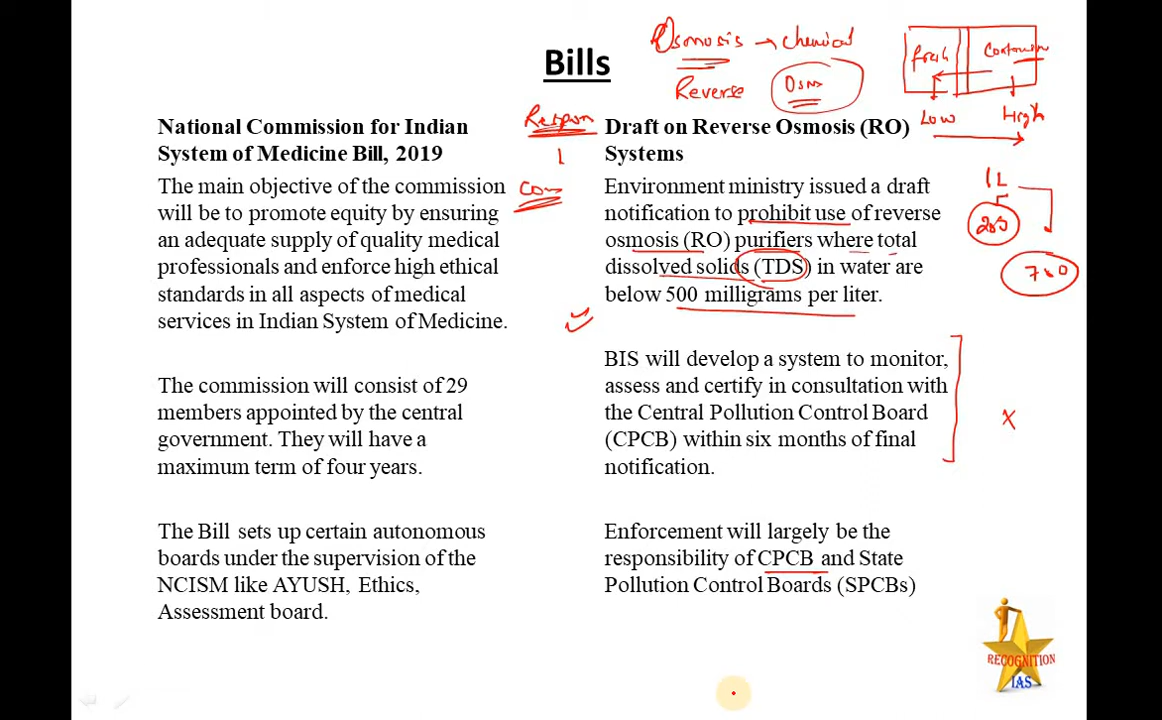 Bills
Osmosis → chemical
Reverse Osms
fresh
Low High
Respon
1
Com
1L
700
X
National Commission for Indian
System of Medicine Bill, 2019
The main objective of the commission
will be to promote equity by ensuring
an adequate supply of quality medical
professionals and enforce high ethical
standards in all aspects of medical
services in Indian System of Medicine.
The commission will consist of 29
members appointed by the central
government. They will have a
maximum term of four years.
The Bill sets up certain autonomous
boards under the supervision of the
NCISM like AYUSH, Ethics,
Assessment board.
Draft on Reverse Osmosis (RO)
Systems
Environment ministry issued a draft
notification to prohibit use of reverse
osmosis (RO) purifiers where total
dissolved solids (TDS) in water are
below 500 milligrams per liter.
BIS will develop a system to monitor,
assess and certify in consultation with
the Central Pollution Control Board
(CPCB) within six months of final
notification.
Enforcement will largely be the
responsibility of CPCB and State
Pollution Control Boards (SPCBs)
RECOGNITION
IAS